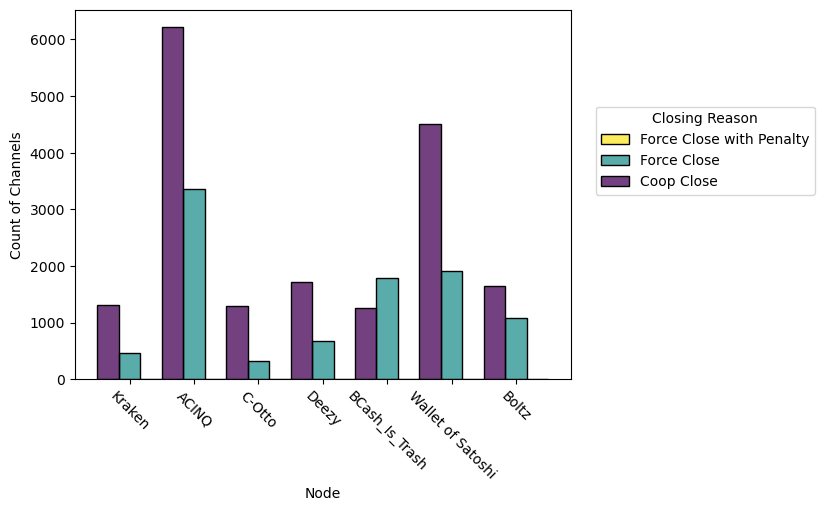 6000
5000
4000
3000
2000
1000
0
Count of Channels
Kraken
ACINQ
C-Otto
Deezy
BCash_Is_Trash
Wallet of Satoshi
Boltz
Node
Closing Reason
Force Close with Penalty
Force Close
Coop Close